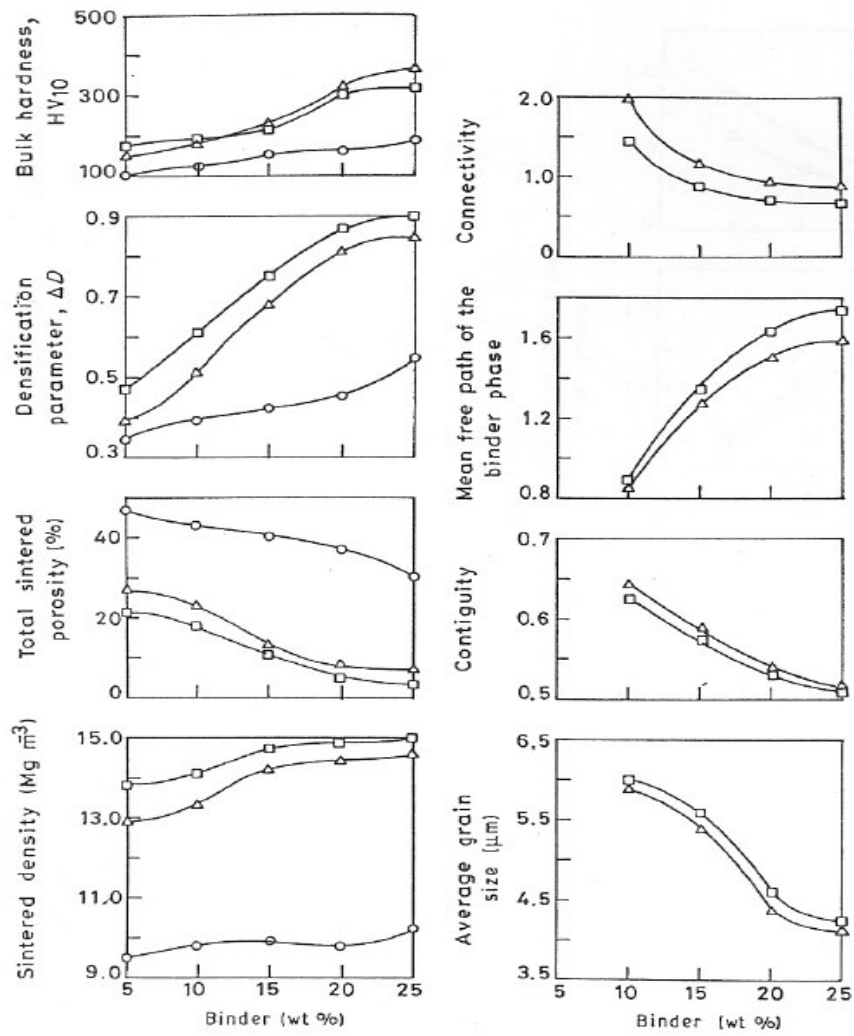 Bulk hardness,
HV10
500
300
100
Densification
parameter, ΔD
0.9
0.7
0.5
0.3
Total sintered
porosity (%)
40
20
0
Sintered density (Mg m⁻³)
15.0
13.0
11.0
9.0
5 10 15 20 25
Binder (wt %)
Connectivity
2.0
1.0
0
Mean free path of the
binder phase
1.6
1.2
0.8
Contiguity
0.7
0.6
0.5
Average grain
size (μm)
6.5
5.5
4.5
3.5
5 10 15 20 25
Binder (wt %)